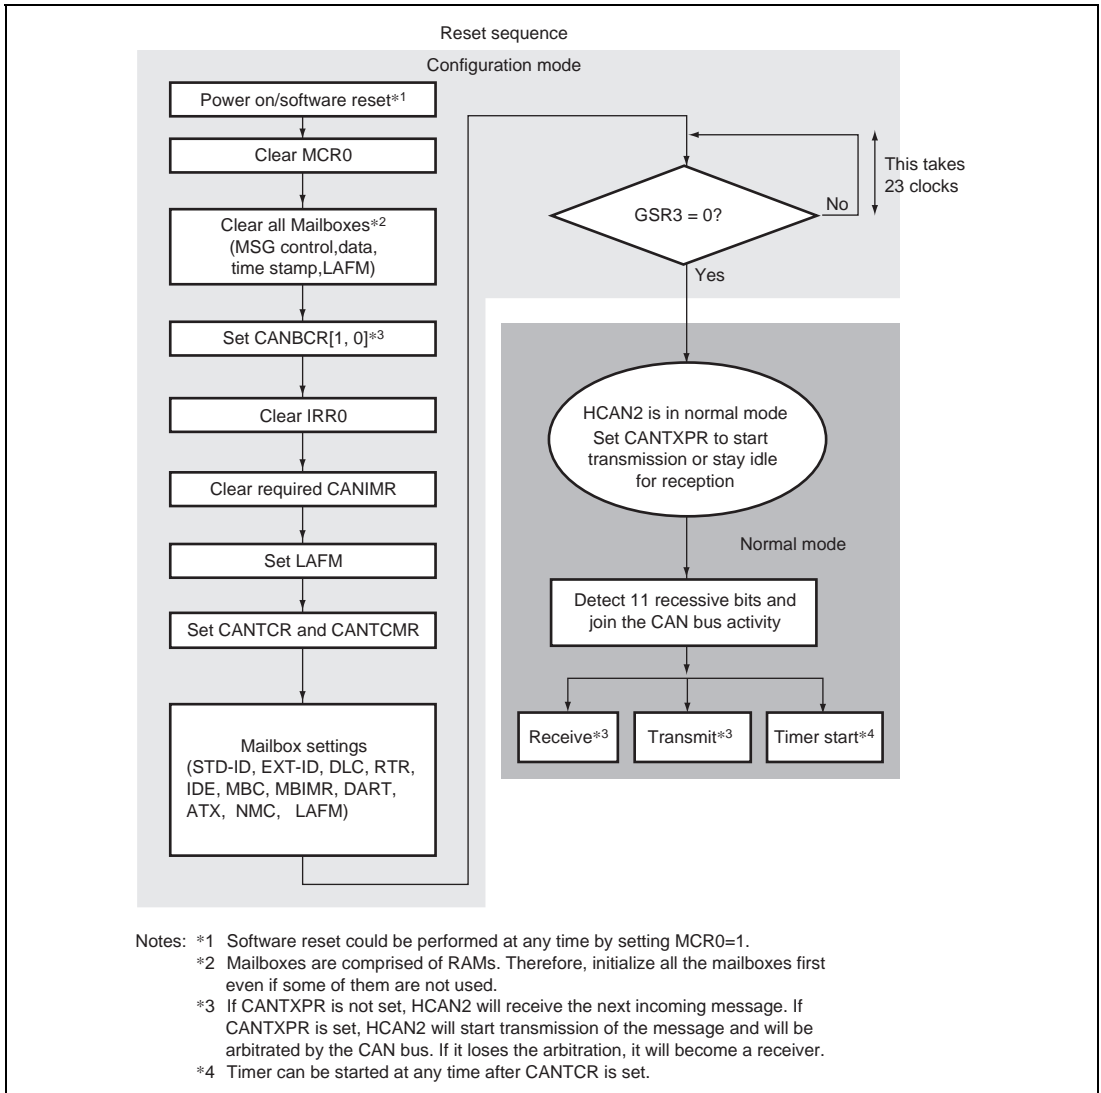 Reset sequence
Configuration mode
Power on/software reset*1
Clear MCR0
Clear all Mailboxes*2
(MSG control,data,
time stamp,LAFM)
Set CANBCR[1, 0]*3
Clear IRR0
Clear required CANIMR
Set LAFM
Set CANTCR and CANTCMR
Mailbox settings
(STD-ID, EXT-ID, DLC, RTR,
IDE, MBC, MBIMR, DART,
ATX, NMC, LAFM)
GSR3 = 0?
No
This takes
23 clocks
Yes
HCAN2 is in normal mode
Set CANTXPR to start
transmission or stay idle
for reception
Normal mode
Detect 11 recessive bits and
join the CAN bus activity
Receive*3
Transmit*3
Timer start*4
Notes: *1 Software reset could be performed at any time by setting MCR0=1.
*2 Mailboxes are comprised of RAMs. Therefore, initialize all the mailboxes first
even if some of them are not used.
*3 If CANTXPR is not set, HCAN2 will receive the next incoming message. If
CANTXPR is set, HCAN2 will start transmission of the message and will be
arbitrated by the CAN bus. If it loses the arbitration, it will become a receiver.
*4 Timer can be started at any time after CANTCR is set.